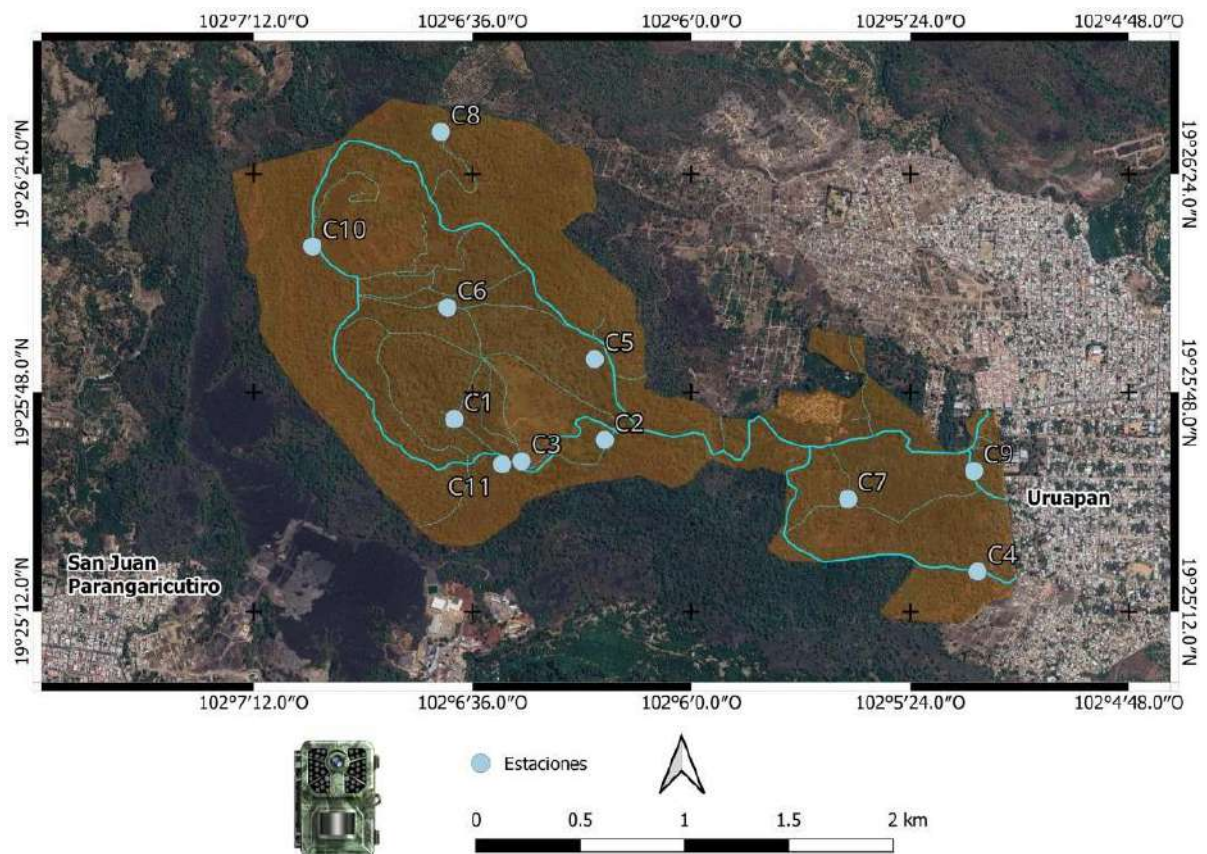 102°7'12.0"O 102°6'36.0"O 102°6'0.0"O 102°5'24.0"O 102°4'48.0"O
19°26'24.0"N 19°26'24.0"N
19°25'48.0"N 19°25'48.0"N
19°25'12.0"N 19°25'12.0"N
C8
C10
C6
C5
C1
C2
C3
C11
C9
C7
Uruapan
C4
San Juan
Parangaricutiro
102°7'12.0"O 102°6'36.0"O 102°6'0.0"O 102°5'24.0"O 102°4'48.0"O
Estaciones
0 0.5 1 1.5 2 km